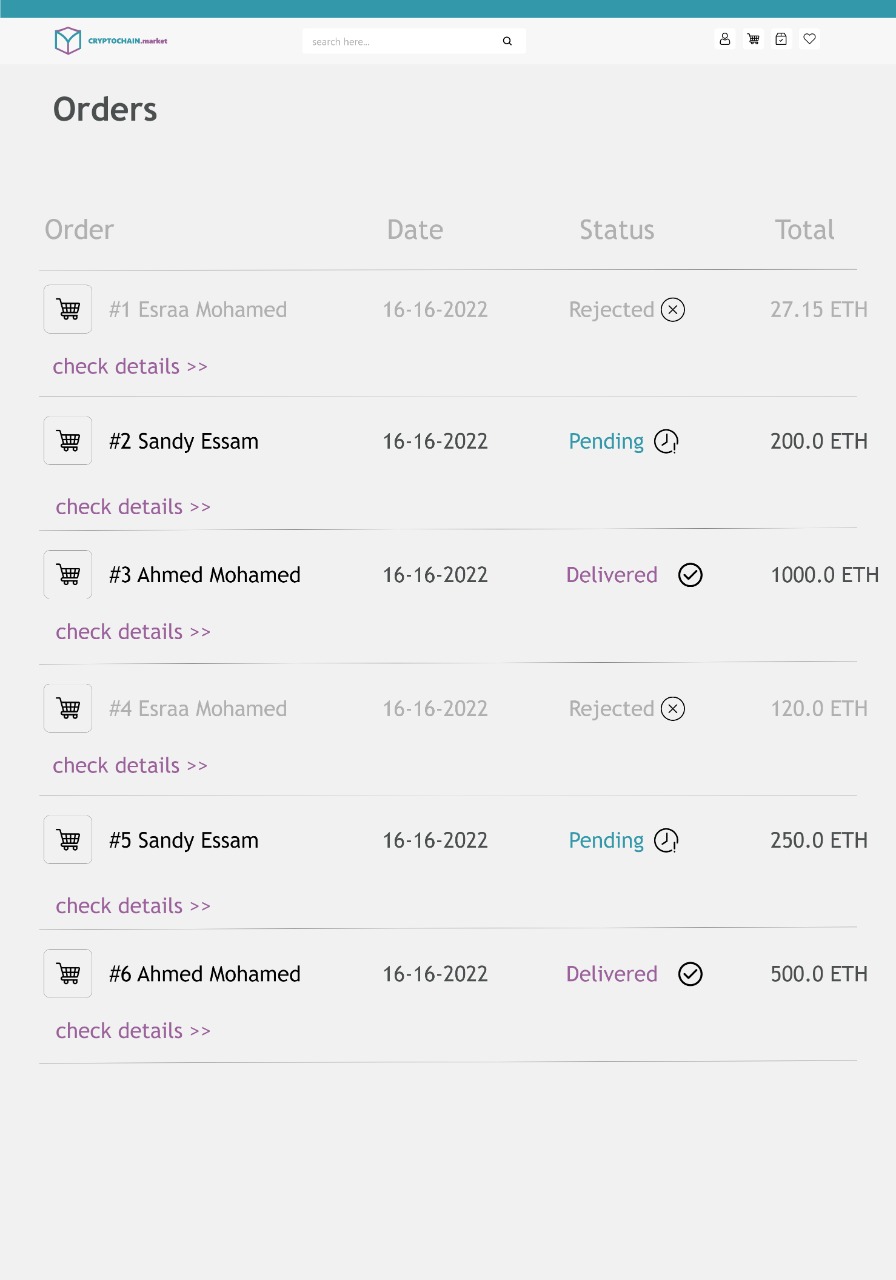 CRYPTOCHAIN.market
search here...
Orders
Order Date Status Total
#1 Esraa Mohamed 16-16-2022 Rejected 27.15 ETH
check details >>
#2 Sandy Essam 16-16-2022 Pending 200.0 ETH
check details >>
#3 Ahmed Mohamed 16-16-2022 Delivered 1000.0 ETH
check details >>
#4 Esraa Mohamed 16-16-2022 Rejected 120.0 ETH
check details >>
#5 Sandy Essam 16-16-2022 Pending 250.0 ETH
check details >>
#6 Ahmed Mohamed 16-16-2022 Delivered 500.0 ETH
check details >>